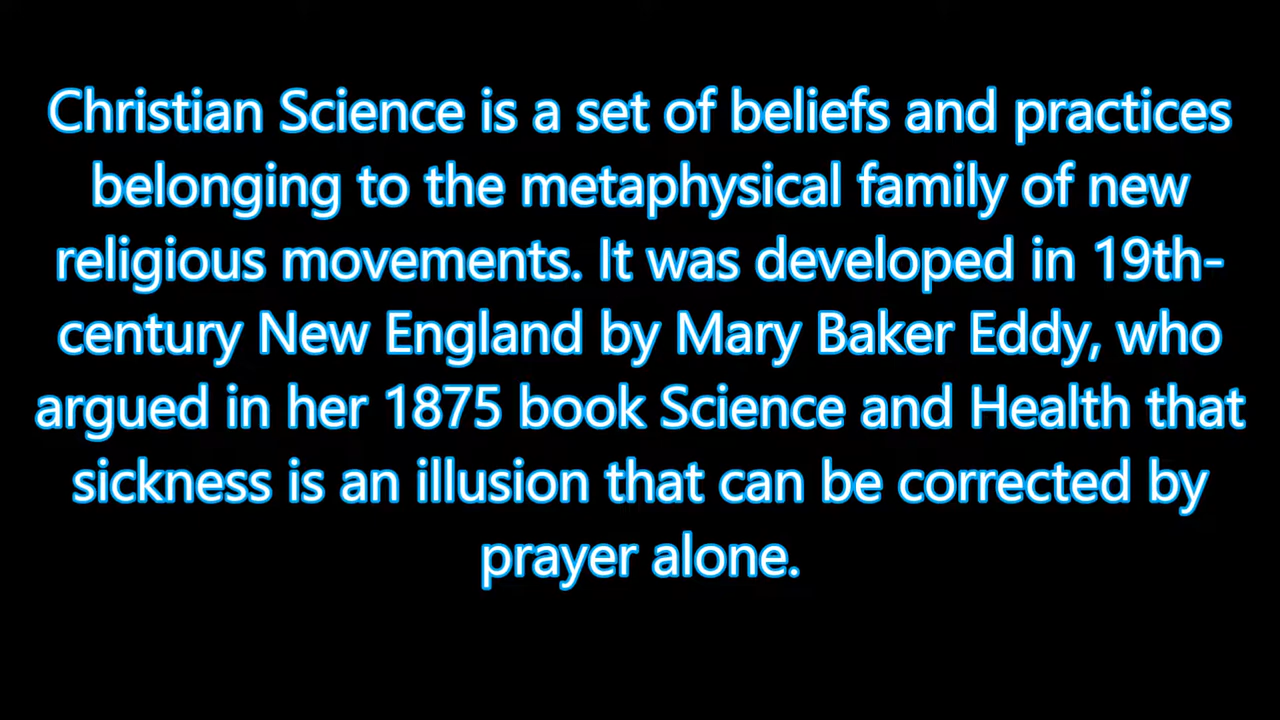 Christian Science is a set of beliefs and practices
belonging to the metaphysical family of new
religious movements. It was developed in 19th-
century New England by Mary Baker Eddy, who
argued in her 1875 book Science and Health that
sickness is an illusion that can be corrected by
prayer alone.